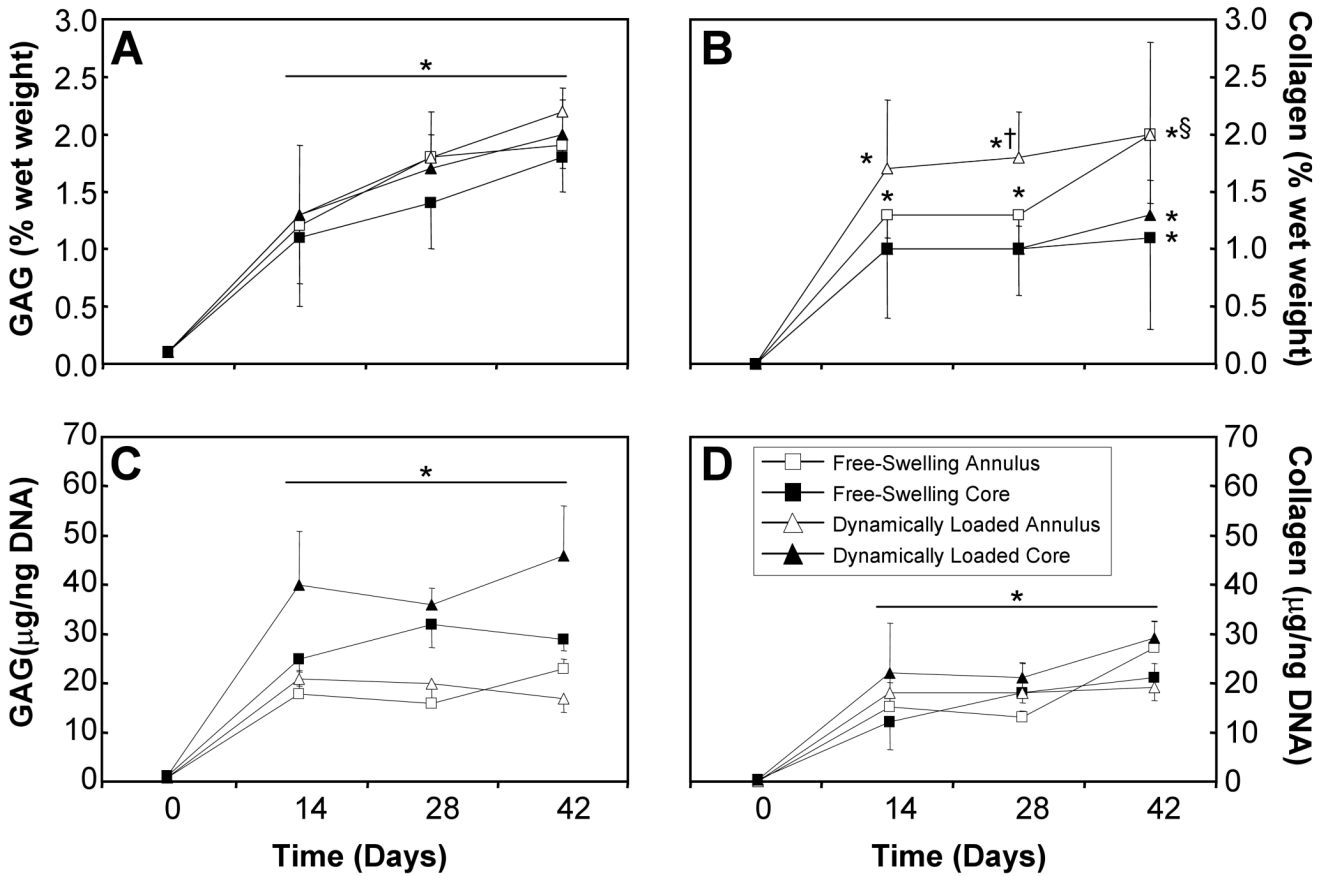 A
GAG (% wet weight)
3.0
2.5
2.0
1.5
1.0
0.5
0.0
*
B
Collagen (% wet weight)
3.0
2.5
2.0
1.5
1.0
0.5
0.0
*
*†
*§
*
*
*
*
C
GAG(μg/ng DNA)
70
60
50
40
30
20
10
0
*
0 14 28 42
Time (Days)
D
Free-Swelling Annulus
Free-Swelling Core
Dynamically Loaded Annulus
Dynamically Loaded Core
Collagen (μg/ng DNA)
70
60
50
40
30
20
10
0
*
0 14 28 42
Time (Days)